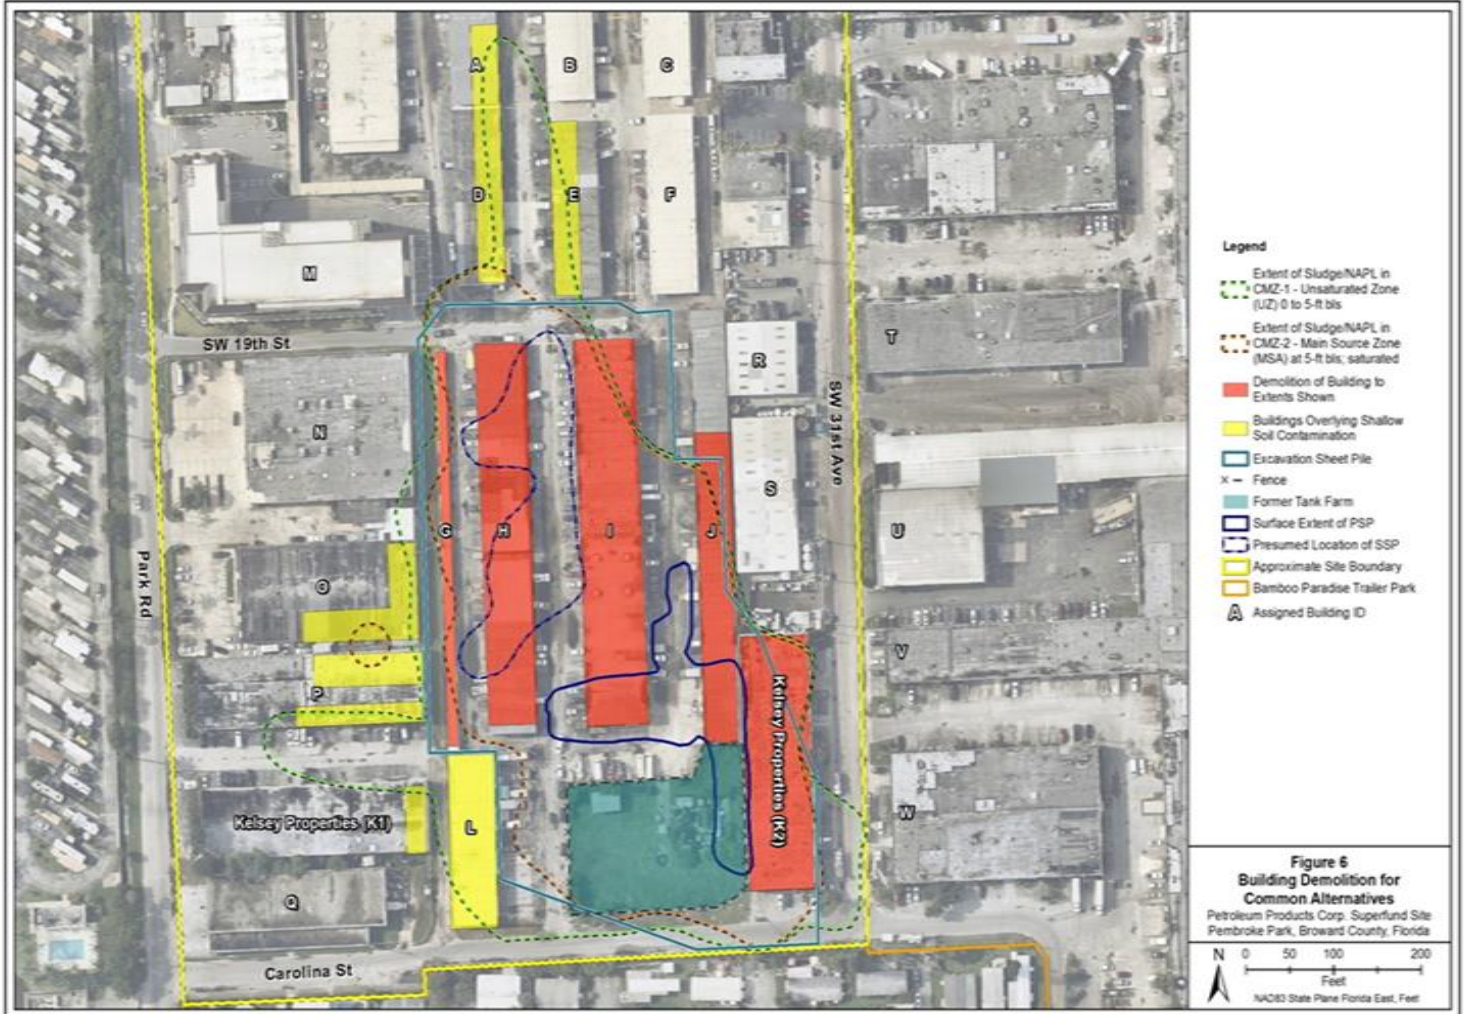 A
B
C
D
E
F
M
SW 19th St
R
T
N
SW 31st Ave
S
G
H
I
J
U
Park Rd
O
V
P
Kelsey Properties (K2)
Kelsey Properties (K1)
L
W
Q
Carolina St
Legend
Extent of Sludge/NAPL in
CMZ-1 - Unsaturated Zone
(UZ) 0 to 5-ft bls
Extent of Sludge/NAPL in
CMZ-2 - Main Source Zone
(MSA) at 5-ft bls; saturated
Demolition of Building to
Extents Shown
Buildings Overlying Shallow
Soil Contamination
Excavation Sheet Pile
Fence
Former Tank Farm
Surface Extent of PSP
Presumed Location of SSP
Approximate Site Boundary
Bamboo Paradise Trailer Park
A Assigned Building ID
Figure 6
Building Demolition for
Common Alternatives
Petroleum Products Corp. Superfund Site
Pembroke Park, Broward County, Florida
N
0 50 100 200
Feet
NAD83 State Plane Florida East, Feet